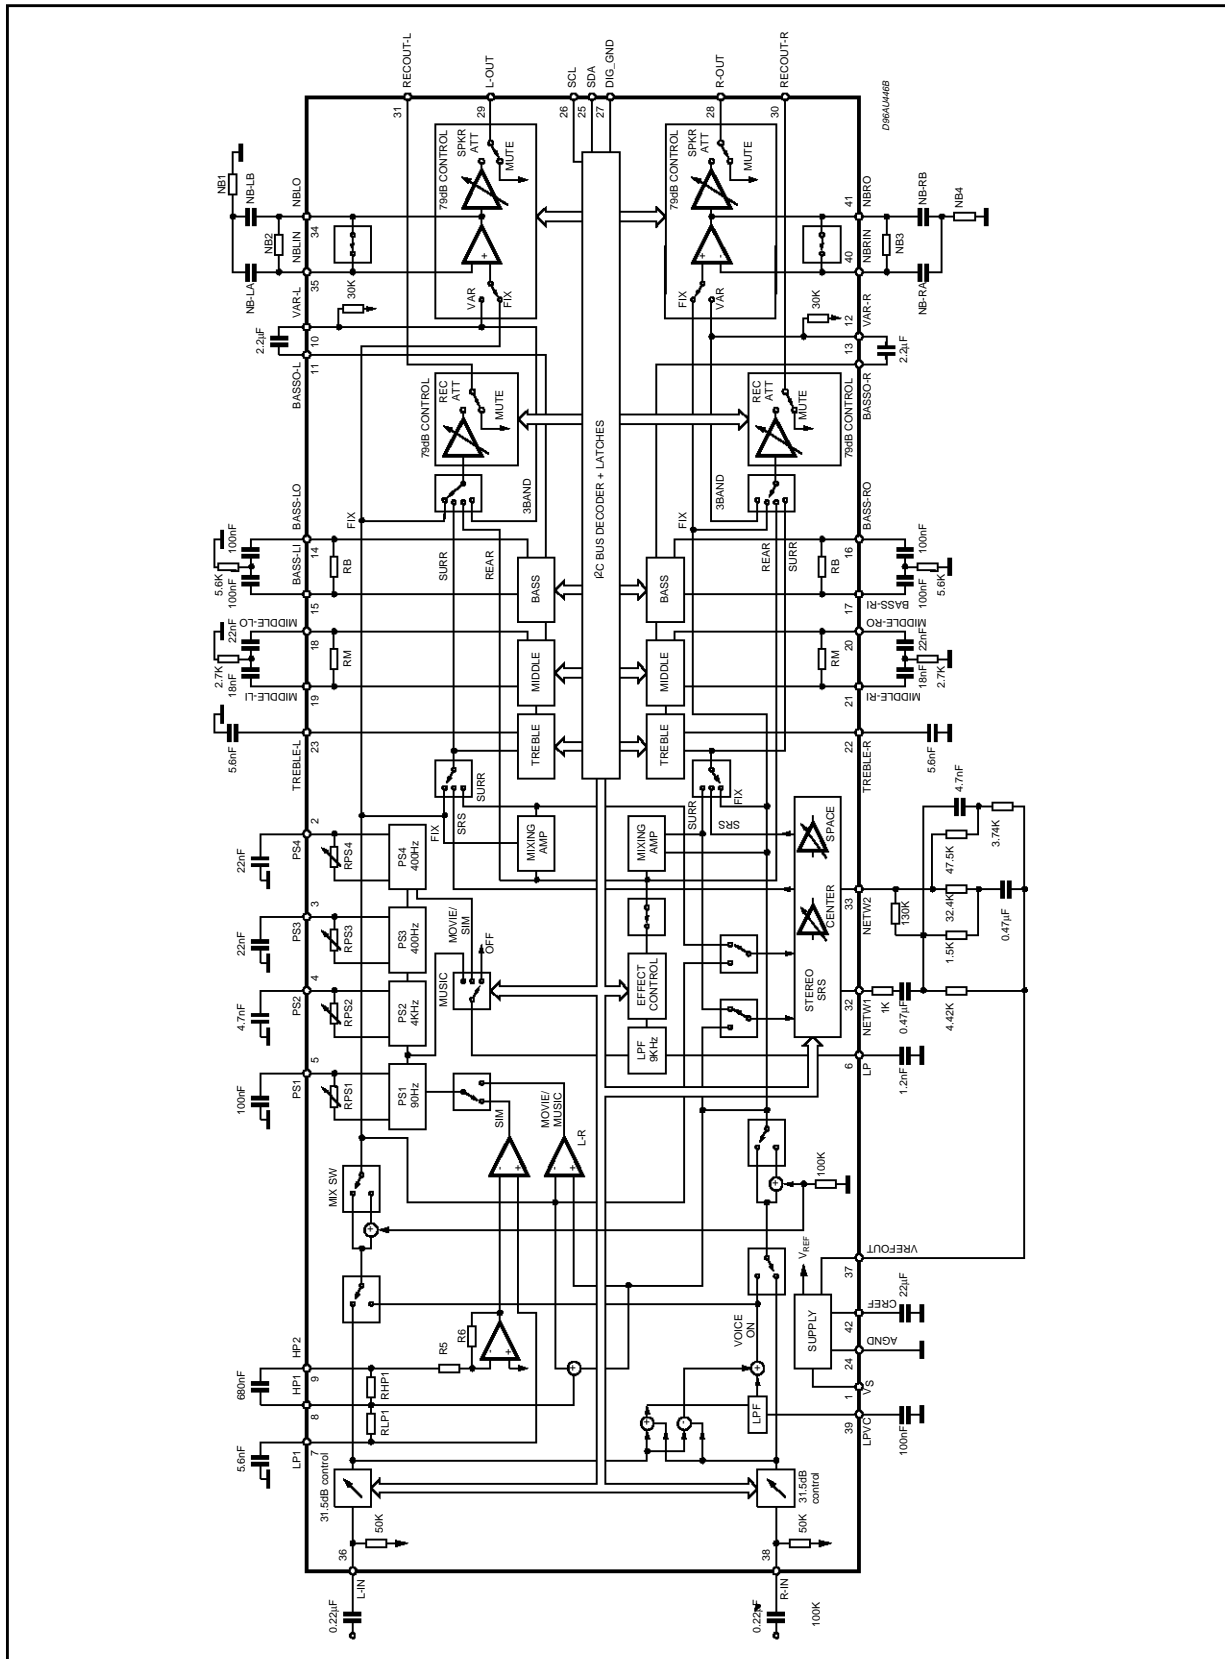 RECOUT-L
31
L-OUT
29
SCL
26
SDA
25
DIG_GND
27
R-OUT
28
RECOUT-R
30
D96AU446B
NB1
NB-LB
NBLO
34
NB2
NBLIN
35
NB-LA
VAR-L
30K
2.2µF
10
11
BASSO-L
79dB CONTROL
SPKR
ATT
MUTE
VAR
FIX
+
79dB CONTROL
REC
ATT
MUTE
3BAND
FIX
79dB CONTROL
SPKR
ATT
MUTE
FIX
VAR
+
-
41
NBRO
NB-RB
NB4
NB3
40
NBRIN
NB-RA
30K
12
VAR-R
13
2.2µF
BASSO-R
79dB CONTROL
REC
ATT
MUTE
3BAND
FIX
I2C BUS DECODER + LATCHES
BASS-LO
100nF
14
BASS-LI
5.6K
100nF
15
RB
SURR
REAR
BASS
BASS
REAR
SURR
RB
BASS-RO
16
100nF
5.6K
100nF
BASS-RI
17
MIDDLE-LO
22nF
18
2.7K
18nF
MIDDLE-LI
19
RM
MIDDLE
MIDDLE
RM
MIDDLE-RO
20
22nF
2.7K
18nF
MIDDLE-RI
21
5.6nF
23
TREBLE-L
TREBLE
TREBLE
22
5.6nF
TREBLE-R
SURR
SRS
FIX
MIXING
AMP
MIXING
AMP
SURR
SRS
FIX
2
PS4
22nF
RPS4
PS4
400Hz
3
PS3
22nF
RPS3
PS3
400Hz
4
PS2
4.7nF
RPS2
PS2
4KHz
5
PS1
100nF
RPS1
PS1
90Hz
MOVIE/
SIM
OFF
MUSIC
EFFECT
CONTROL
LPF
9KHz
SPACE
CENTER
STEREO
SRS
33
NETW2
130K
4.7nF
3.74K
47.5K
32.4K
0.47µF
1.5K
32
NETW1
1K
0.47µF
4.42K
6
LP
1.2nF
SIM
MOVIE/
MUSIC
L-R
-
+
-
+
MIX SW
+
+
100K
VREF
VREFOUT
37
22µF
CREF
42
AGND
24
VS
1
SUPPLY
VOICE
ON
HP2
9
680nF
HP1
8
RHP1
RLP1
R5
R6
-
+
+
+
LPF
+
-
39
LPVC
100nF
5.6nF
LP1
7
31.5dB control
31.5dB
control
36
50K
L-IN
0.22µF
38
50K
R-IN
0.22µF
100K